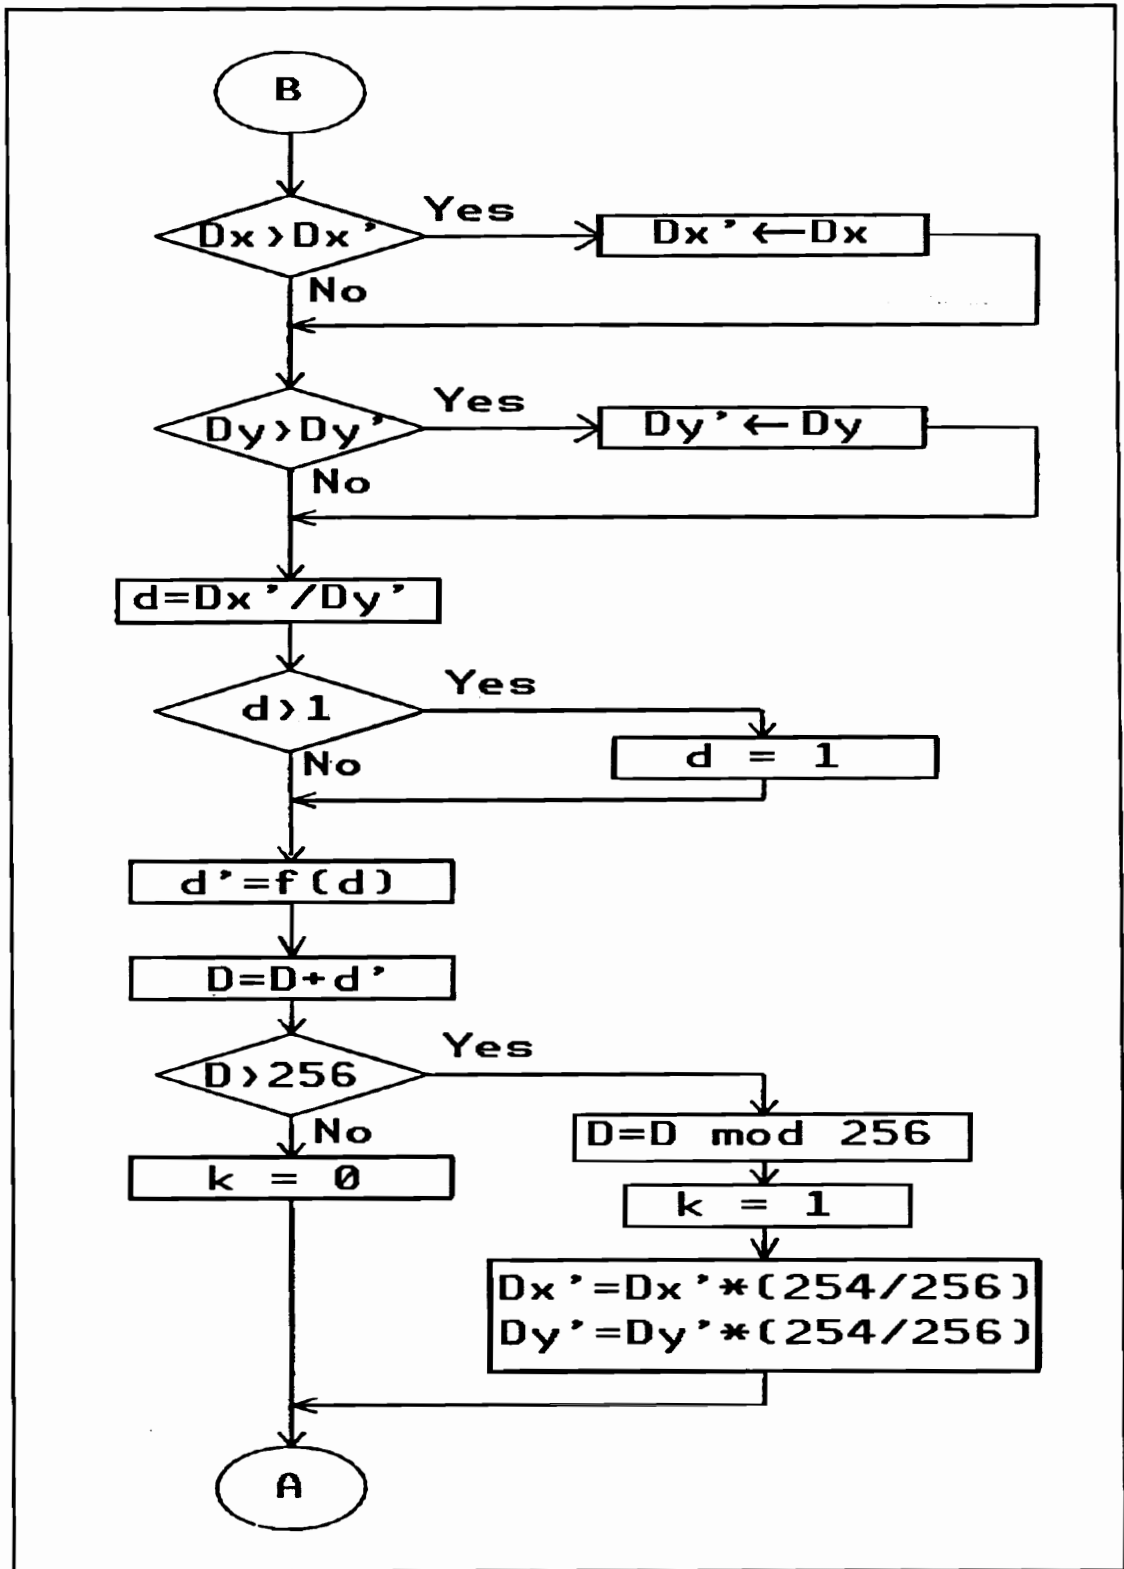 B
Dx>Dx'
Yes
Dx'←Dx
No
Dy>Dy'
Yes
Dy'←Dy
No
d=Dx'/Dy'
d>1
Yes
d = 1
No
d'=f(d)
D=D+d'
D>256
Yes
D=D mod 256
No
k = 0
k = 1
Dx'=Dx'*(254/256)
Dy'=Dy'*(254/256)
A